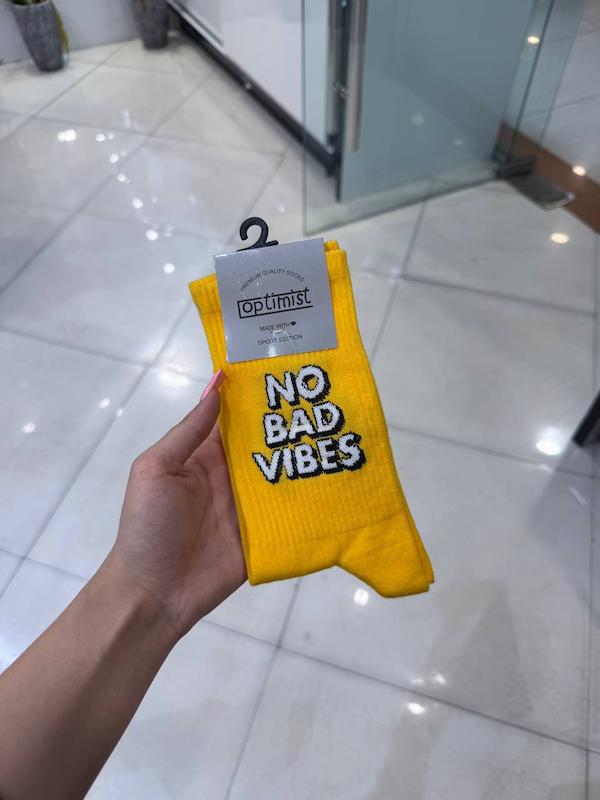 PREMIUM QUALITY SOCKS
optimist
MADE WITH ❤
SPORT EDITION
NO
BAD
VIBES